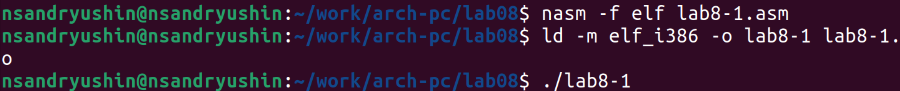 nsandryushin@nsandryushin:~/work/arch-pc/lab08$ nasm -f elf lab8-1.asm
nsandryushin@nsandryushin:~/work/arch-pc/lab08$ ld -m elf_i386 -o lab8-1 lab8-1.
o
nsandryushin@nsandryushin:~/work/arch-pc/lab08$ ./lab8-1